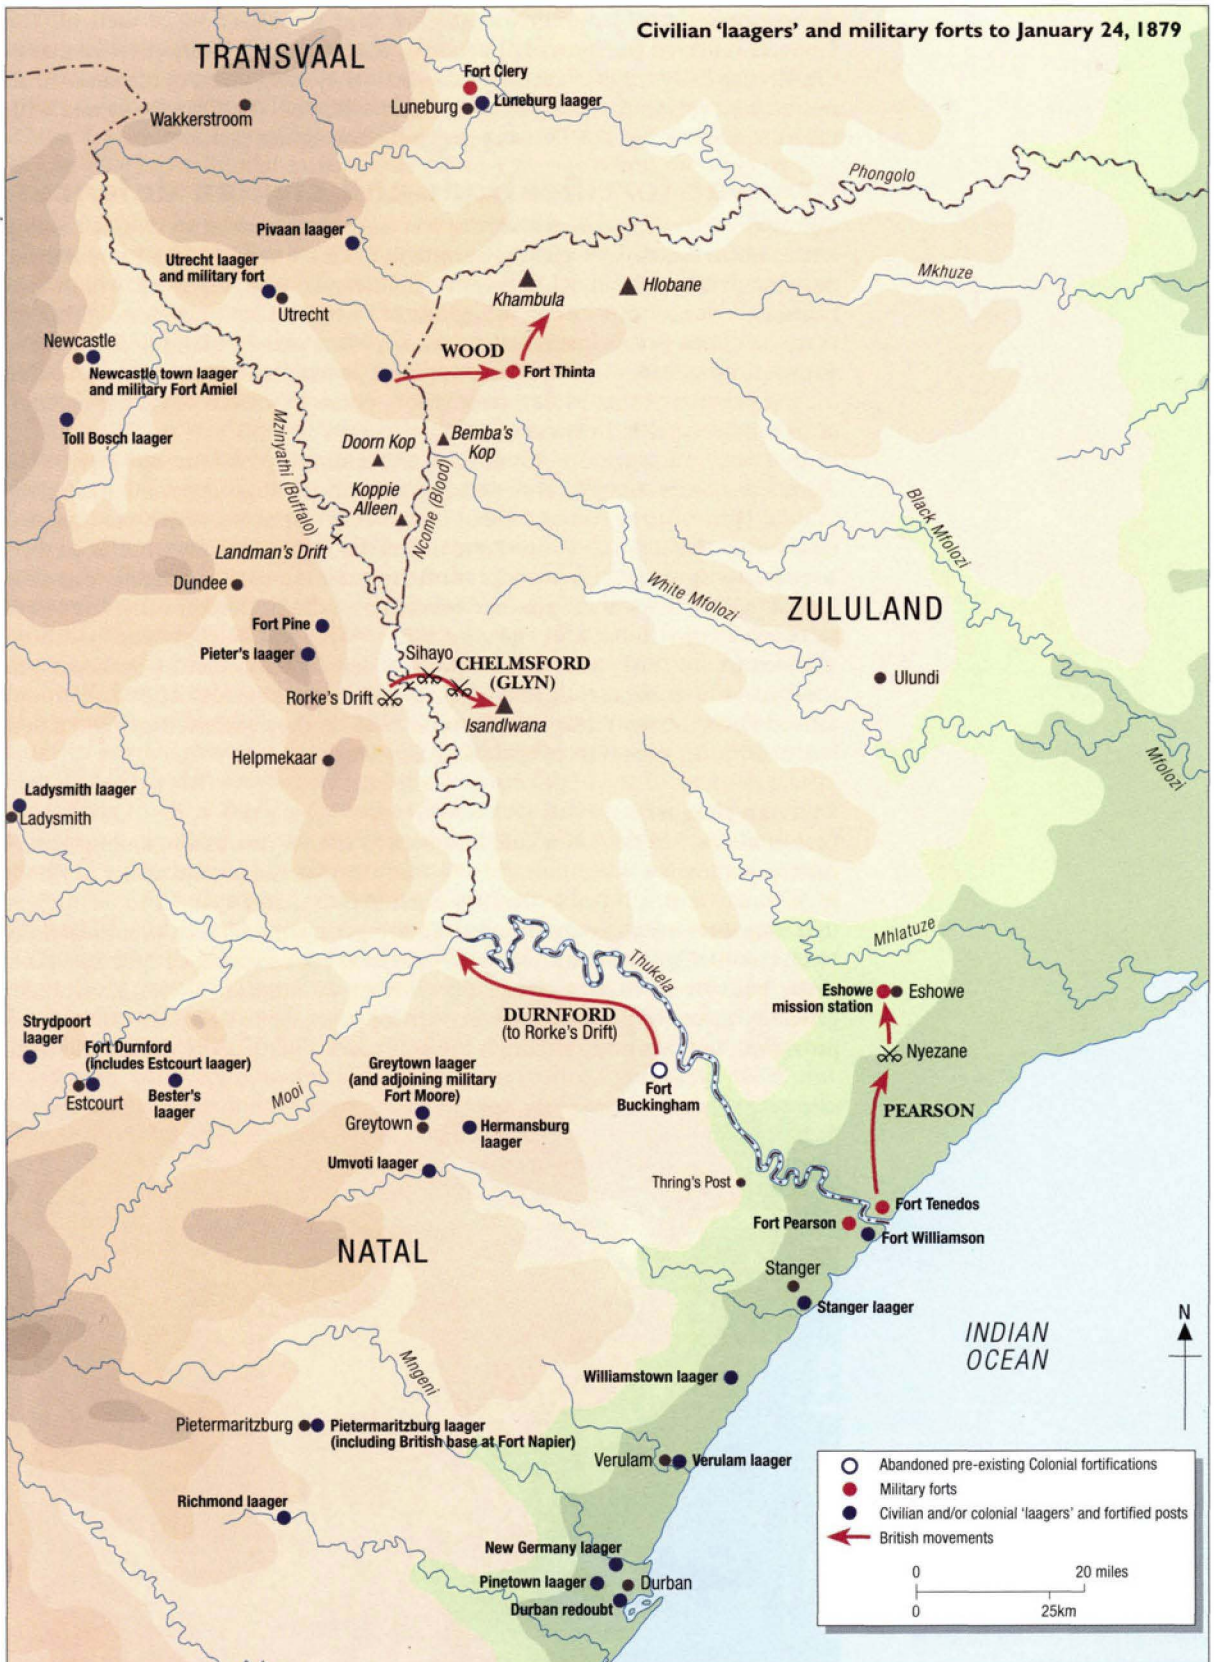 Civilian ‘laagers’ and military forts to January 24, 1879
TRANSVAAL
Fort Clery
Luneburg
Luneburg laager
Wakkerstroom
Phongolo
Pivaan laager
Utrecht laager
and military fort
Utrecht
Khambula
Hlobane
Mkhuze
Newcastle
Newcastle town laager
and military Fort Amiel
WOOD
Fort Thinta
Toll Bosch laager
Mzinyathi (Buffalo)
Doorn Kop
Bemba's
Kop
Koppie
Alleen
Ncome (Blood)
Black Mfolozi
Landman's Drift
Dundee
White Mfolozi
ZULULAND
Fort Pine
Pieter's laager
Sihayo
CHELMSFORD
(GLYN)
Ulundi
Rorke's Drift
Isandlwana
Helpmekaar
Mfolozi
Ladysmith laager
Ladysmith
Mhlatuze
Thukela
Eshowe
mission station
Eshowe
DURNFORD
(to Rorke's Drift)
Strydpoort
laager
Fort Durnford
(includes Estcourt laager)
Estcourt
Bester's
laager
Mooi
Greytown laager
(and adjoining military
Fort Moore)
Greytown
Hermansburg
laager
Fort
Buckingham
Nyezane
PEARSON
Umvoti laager
Thring's Post
Fort Tenedos
Fort Pearson
Fort Williamson
NATAL
Stanger
Stanger laager
INDIAN
OCEAN
N
Mngeni
Williamstown laager
Pietermaritzburg
Pietermaritzburg laager
(including British base at Fort Napier)
Verulam
Verulam laager
Richmond laager
New Germany laager
Pinetown laager
Durban
Durban redoubt
Abandoned pre-existing Colonial fortifications
Military forts
Civilian and/or colonial ‘laagers’ and fortified posts
British movements
0 20 miles
0 25km